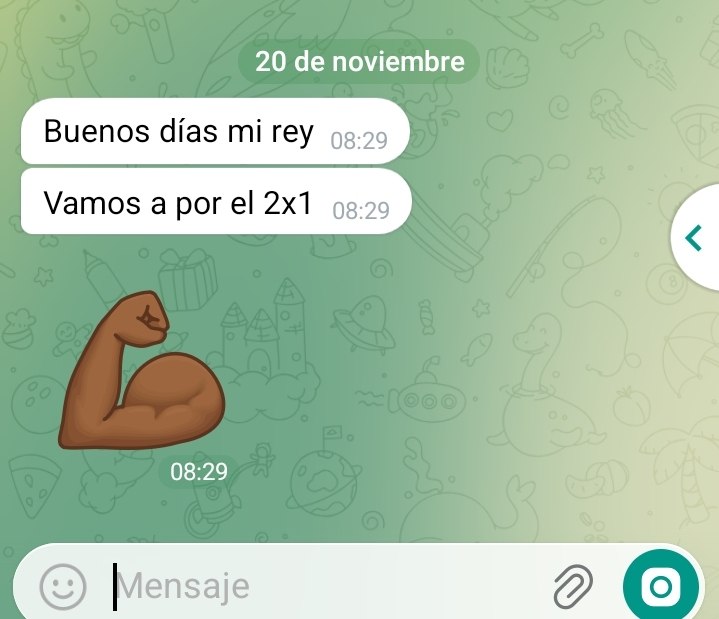 20 de noviembre
Buenos días mi rey 08:29
Vamos a por el 2x1 08:29
08:29
Mensaje